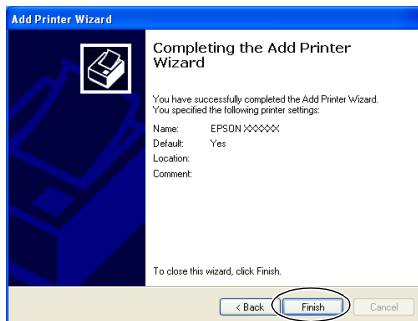 Add Printer Wizard
Completing the Add Printer
Wizard
You have successfully completed the Add Printer Wizard.
You specified the following printer settings:
Name: EPSON XXXXXX
Default: Yes
Location:
Comment:
To close this wizard, click Finish.
< Back Finish Cancel